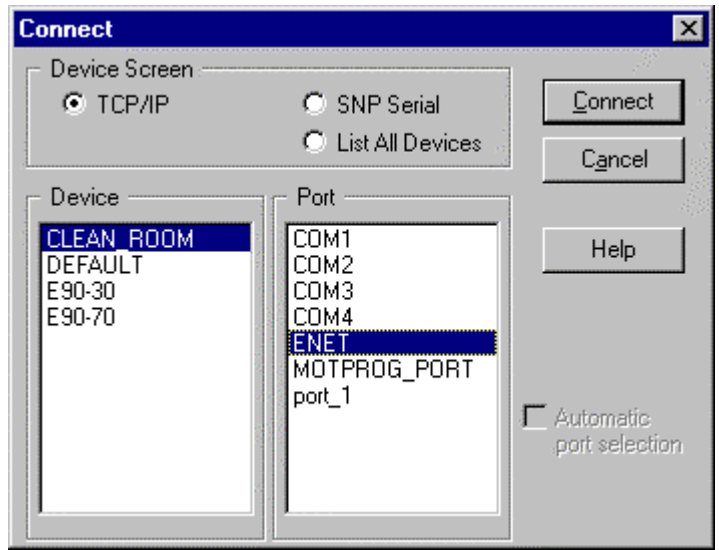 Connect
Device Screen
TCP/IP
SNP Serial
List All Devices
Connect
Cancel
Help
Device
CLEAN_ROOM
DEFAULT
E90-30
E90-70
Port
COM1
COM2
COM3
COM4
ENET
MOTPROG_PORT
port_1
Automatic
port selection